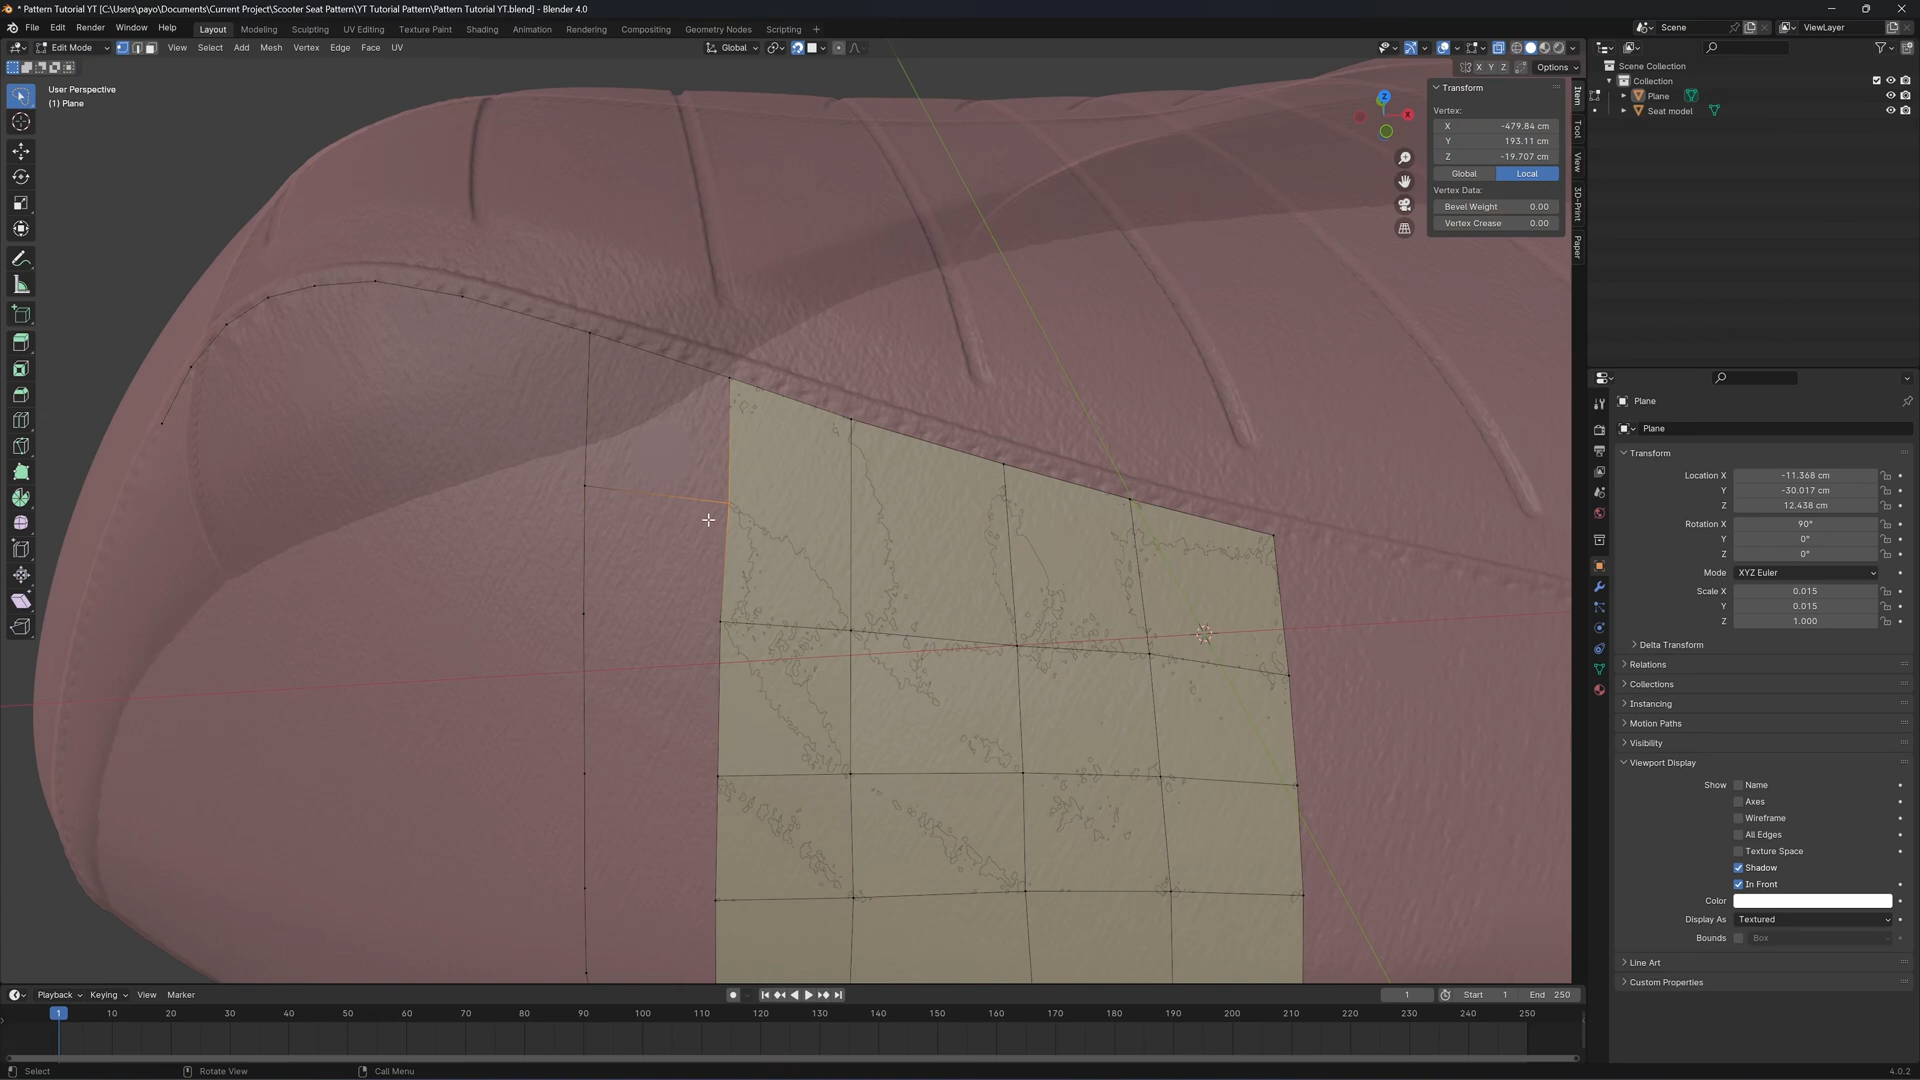 * Pattern Tutorial YT [C:\Users\payo\Documents\Current Project\Scooter Seat Pattern\YT Tutorial Pattern\Pattern Tutorial YT.blend] - Blender 4.0
File Edit Render Window Help
Layout Modeling Sculpting UV Editing Texture Paint Shading Animation Rendering Compositing Geometry Nodes Scripting +
Scene
ViewLayer
Edit Mode View Select Add Mesh Vertex Edge Face UV
Global
X Y Z
Options
User Perspective
(1) Plane
Z
X
Transform
Vertex:
X -479.84 cm
Y 193.11 cm
Z -19.707 cm
Global Local
Vertex Data:
Bevel Weight 0.00
Vertex Crease 0.00
Item
Tool
View
3D-Print
Paper
Scene Collection
Collection
Plane
Seat model
Plane
Plane
Transform
Location X -11.368 cm
Y -30.017 cm
Z 12.438 cm
Rotation X 90°
Y 0°
Z 0°
Mode XYZ Euler
Scale X 0.015
Y 0.015
Z 1.000
Delta Transform
Relations
Collections
Instancing
Motion Paths
Visibility
Viewport Display
Show Name
Axes
Wireframe
All Edges
Texture Space
Shadow
In Front
Color
Display As Textured
Bounds Box
Line Art
Custom Properties
Playback Keying View Marker
1 Start 1 End 250
1 10 20 30 40 50 60 70 80 90 100 110 120 130 140 150 160 170 180 190 200 210 220 230 240 250
Select Rotate View Call Menu
4.0.2